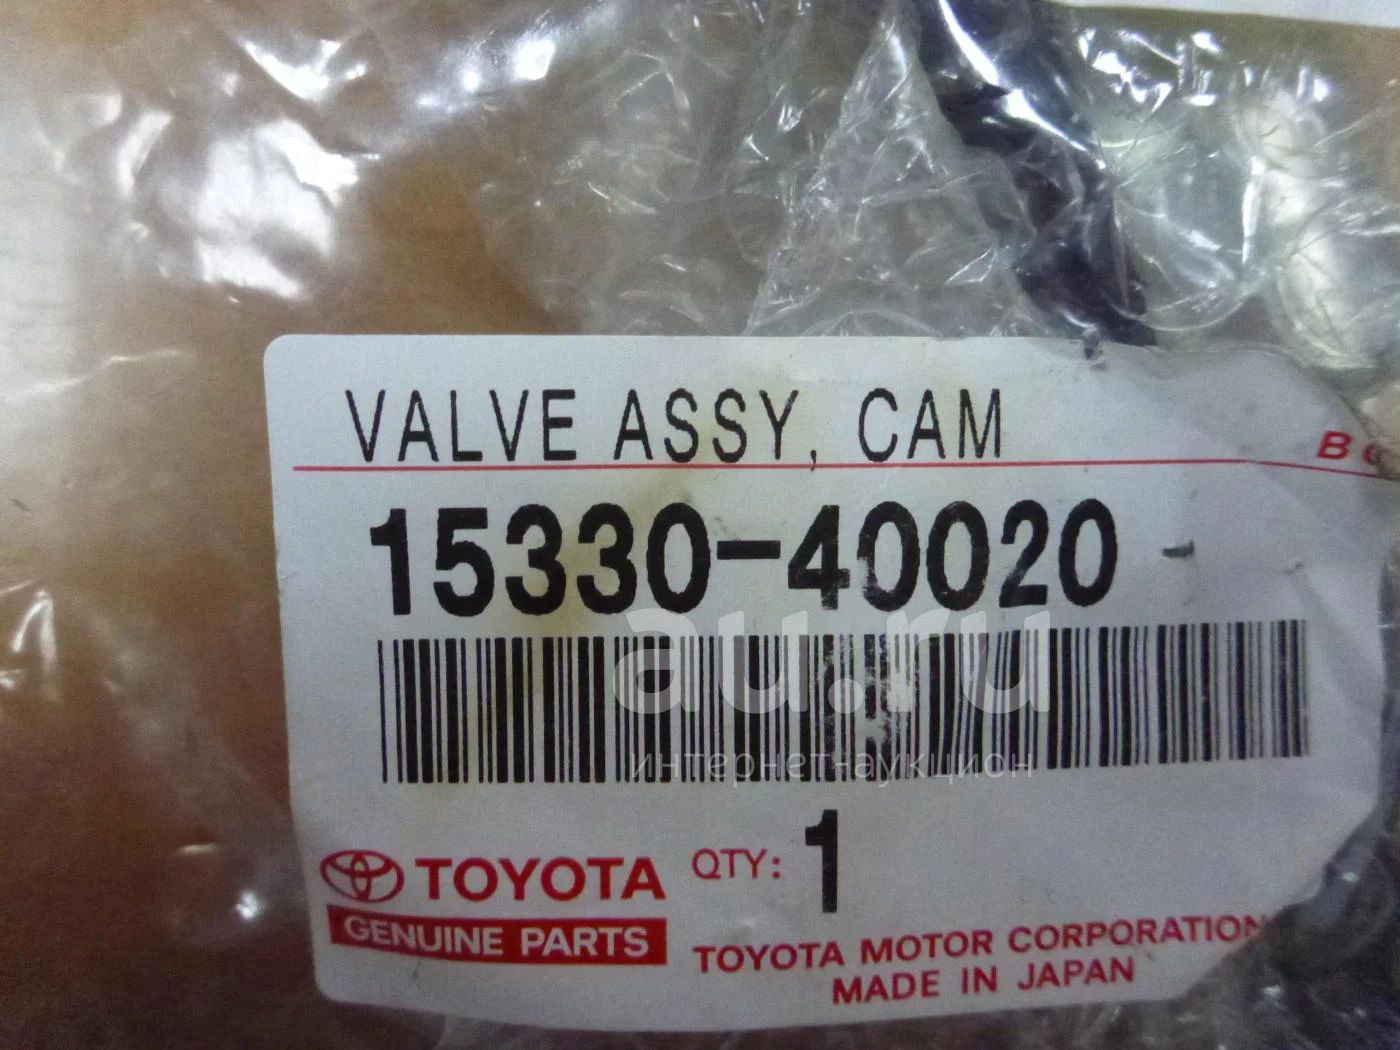 VALVE ASSY, CAM
15330-40020
au.ru
интернет-аукцион
QTY: 1
TOYOTA
GENUINE PARTS
TOYOTA MOTOR CORPORATION
MADE IN JAPAN